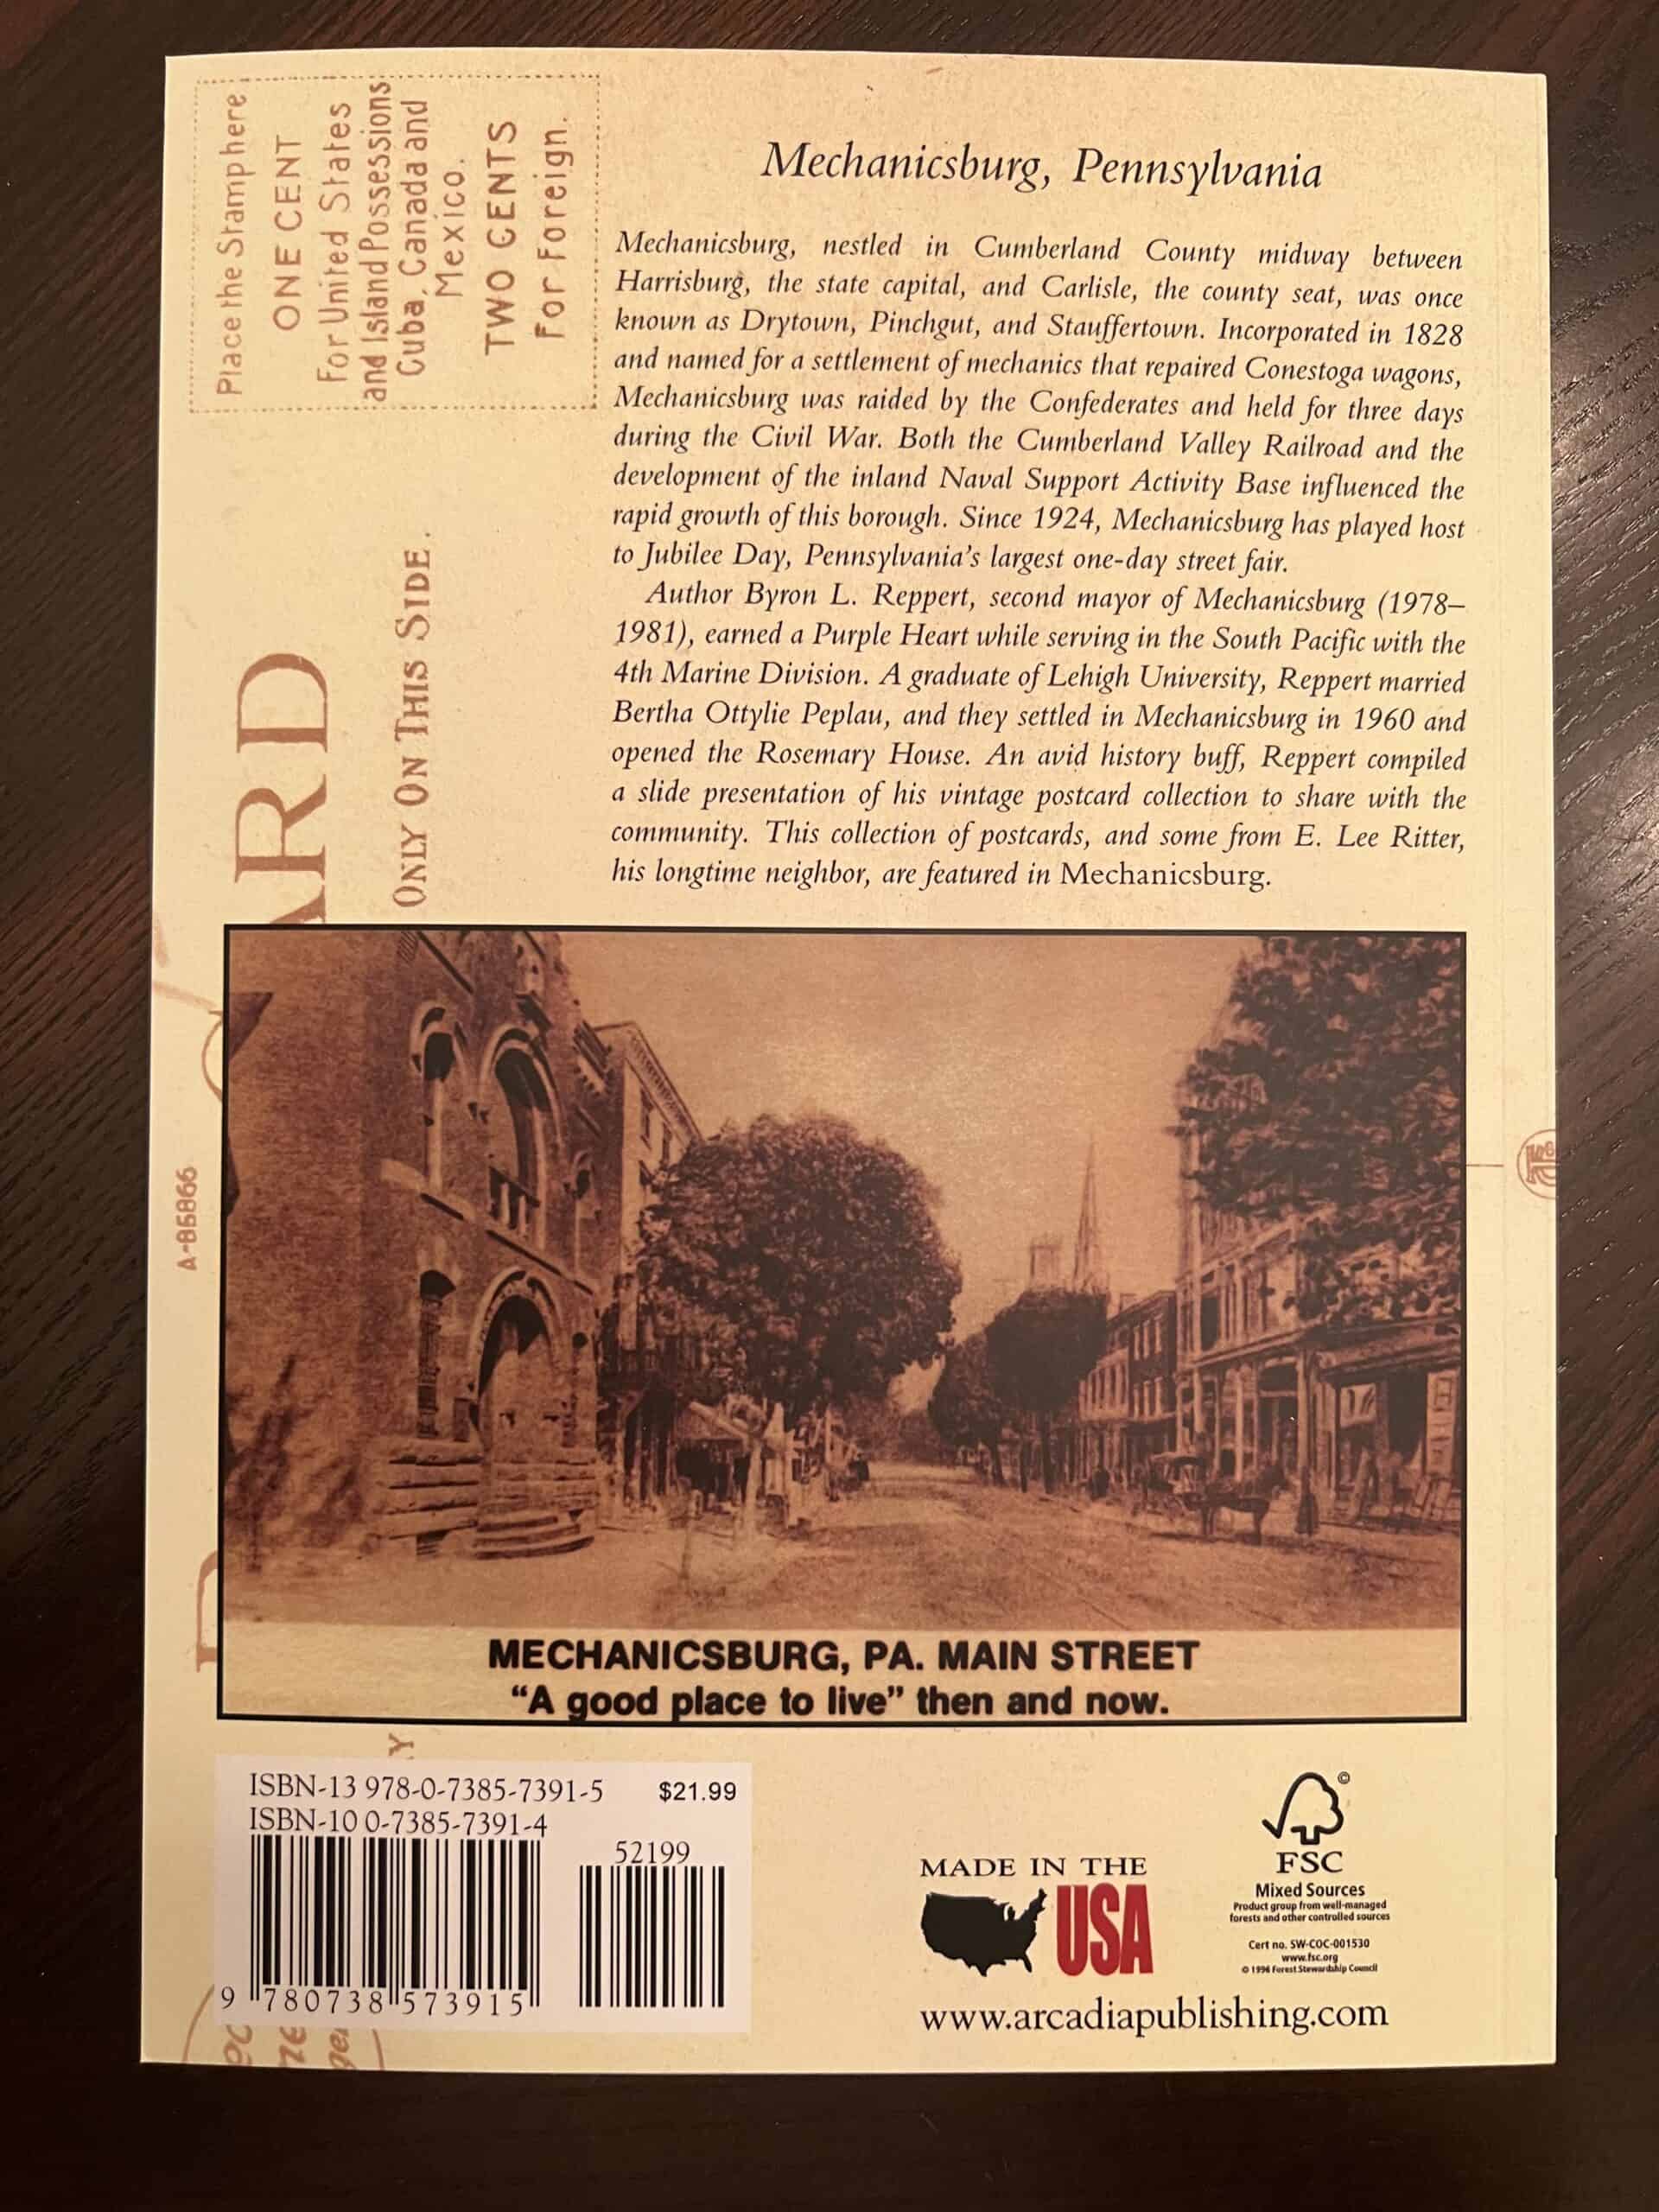 Place the Stamp here
ONE CENT
For United States
and Island Possessions
Cuba, Canada and
Mexico.
TWO CENTS
For Foreign.
ARD
ONLY ON THIS SIDE.
A-86866
Mechanicsburg, Pennsylvania
Mechanicsburg, nestled in Cumberland County midway between
Harrisburg, the state capital, and Carlisle, the county seat, was once
known as Drytown, Pinchgut, and Stauffertown. Incorporated in 1828
and named for a settlement of mechanics that repaired Conestoga wagons,
Mechanicsburg was raided by the Confederates and held for three days
during the Civil War. Both the Cumberland Valley Railroad and the
development of the inland Naval Support Activity Base influenced the
rapid growth of this borough. Since 1924, Mechanicsburg has played host
to Jubilee Day, Pennsylvania's largest one-day street fair.
Author Byron L. Reppert, second mayor of Mechanicsburg (1978–
1981), earned a Purple Heart while serving in the South Pacific with the
4th Marine Division. A graduate of Lehigh University, Reppert married
Bertha Ottylie Peplau, and they settled in Mechanicsburg in 1960 and
opened the Rosemary House. An avid history buff, Reppert compiled
a slide presentation of his vintage postcard collection to share with the
community. This collection of postcards, and some from E. Lee Ritter,
his longtime neighbor, are featured in Mechanicsburg.
MECHANICSBURG, PA. MAIN STREET
“A good place to live” then and now.
Y
ISBN-13 978-0-7385-7391-5 $21.99
ISBN-10 0-7385-7391-4
52199
9 780738 573915
MADE IN THE
USA
©
FSC
Mixed Sources
Product group from well-managed
forests and other controlled sources
Cert no. SW-COC-001530
www.fsc.org
© 1996 Forest Stewardship Council
www.arcadiapublishing.com